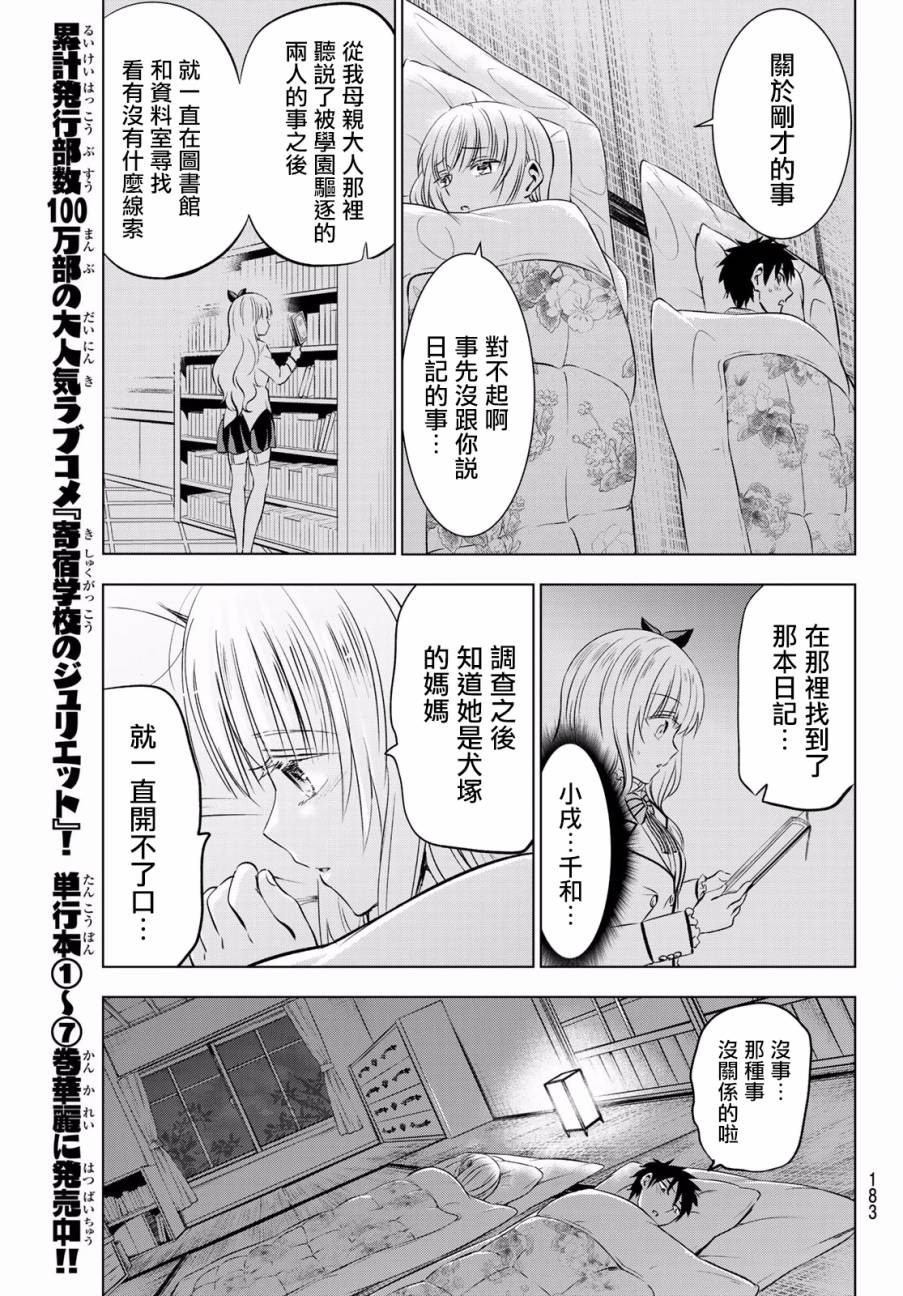 關於剛才的事
對不起啊
事先沒跟你說
日記的事…
從我母親大人那裡
聽說了被學園驅逐的
兩人的事之後
就一直在圖書館
和資料室尋找
看有沒有什麼線索
在那裡找到了
那本日記…
小戌…千和…
調查之後
知道她是犬塚
的媽媽
就一直開不了口…
沒事…
那種事
沒關係的啦
183
累計発行部数100万部の大人気ラブコメ『寄宿学校のジュリエット』！ 単行本①～⑦巻華麗に発売中!!
るいけいはっこうぶすう まんぶ だいにんき きしゅくがっこう たんこうぼん かんかれい はつばいちゅう